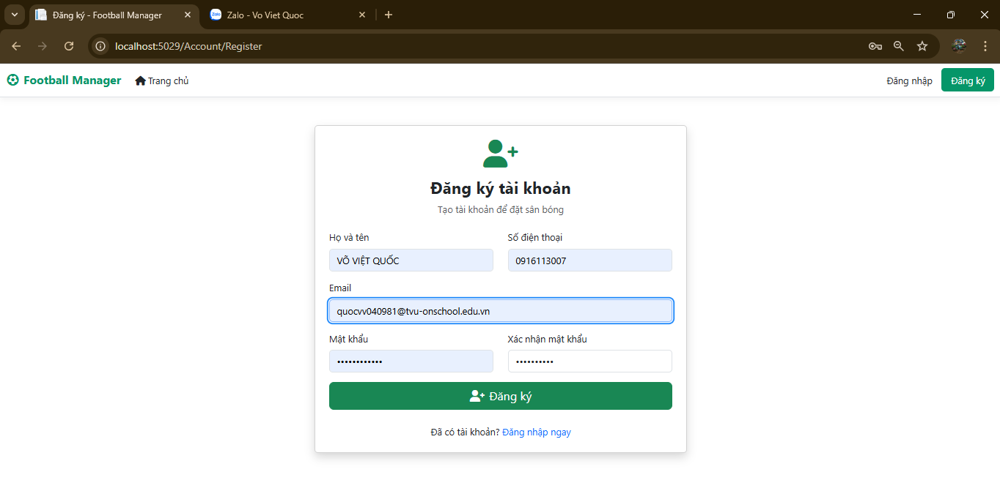 Đăng ký - Football Manager
Zalo - Vo Viet Quoc
localhost:5029/Account/Register
Football Manager
Trang chủ
Đăng nhập
Đăng ký
Đăng ký tài khoản
Tạo tài khoản để đặt sân bóng
Họ và tên
Số điện thoại
VÕ VIỆT QUỐC
0916113007
Email
quocvv040981@tvu-onschool.edu.vn
Mật khẩu
Xác nhận mật khẩu
••••••••••••
••••••••••
Đăng ký
Đã có tài khoản? Đăng nhập ngay